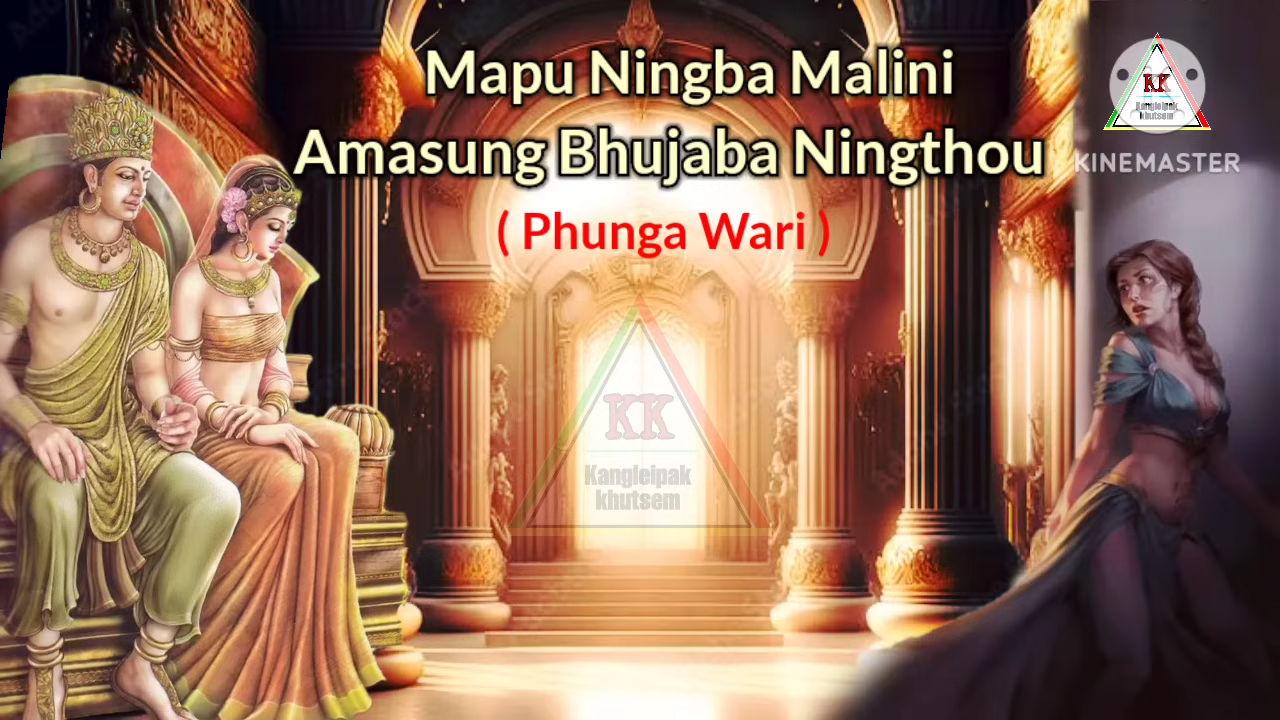 Mapu Ningba Malini
Amasung Bhujaba Ningthou
( Phunga Wari )
KK
Kangleipak
khutsem
KINEMASTER
KK
Kangleipak
khutsem